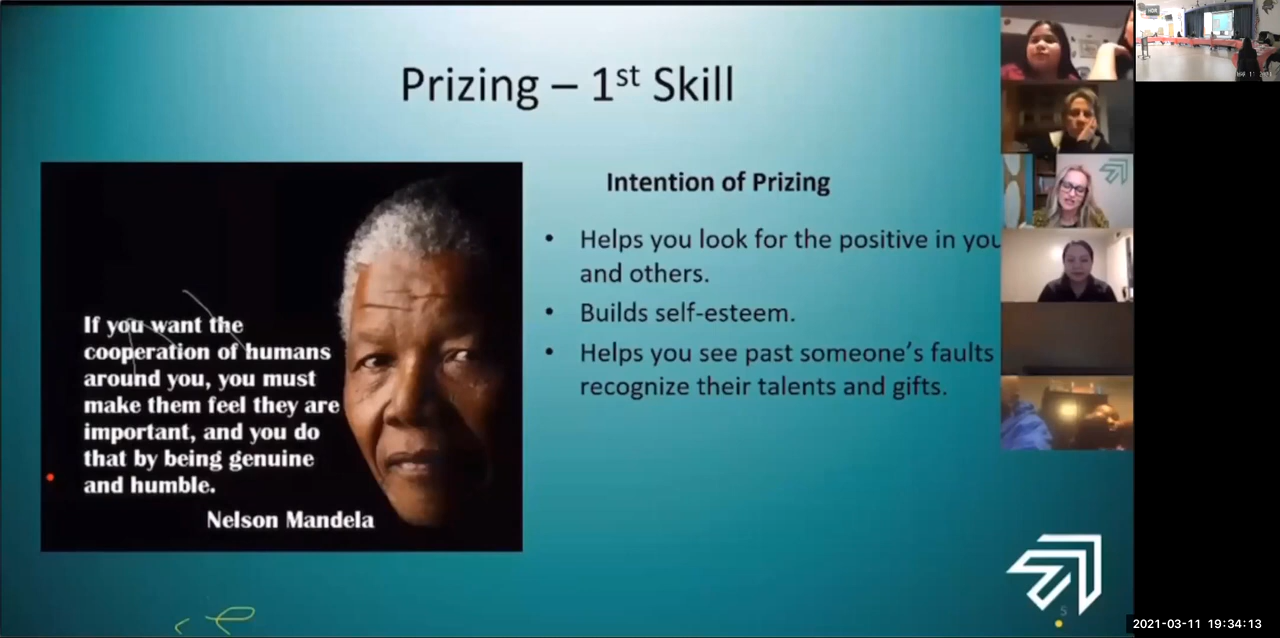 Prizing – 1st Skill
If you want the
cooperation of humans
around you, you must
make them feel they are
important, and you do
that by being genuine
and humble.
Nelson Mandela
Intention of Prizing
• Helps you look for the positive in you
and others.
• Builds self-esteem.
• Helps you see past someone's faults
recognize their talents and gifts.
5
2021-03-11 19:34:13